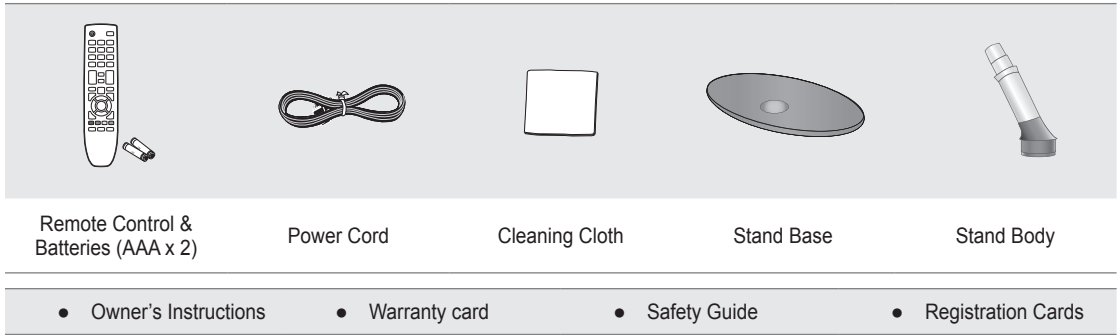 Remote Control &
Batteries (AAA x 2)
Power Cord
Cleaning Cloth
Stand Base
Stand Body
● Owner’s Instructions ● Warranty card ● Safety Guide ● Registration Cards